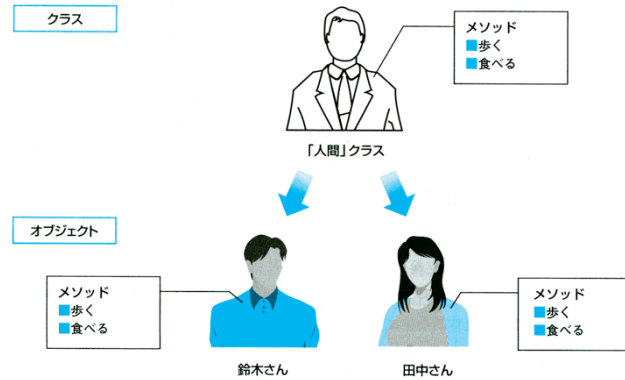 クラス
メソッド
■歩く
■食べる
「人間」クラス
オブジェクト
メソッド
■歩く
■食べる
メソッド
■歩く
■食べる
鈴木さん
田中さん